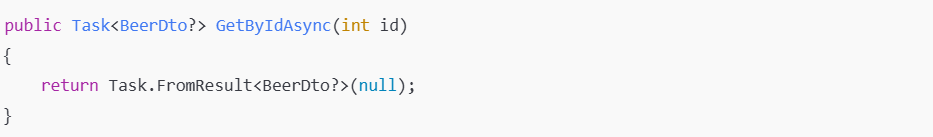 public Task<BeerDto?> GetByIdAsync(int id)
{
    return Task.FromResult<BeerDto?>(null);
}